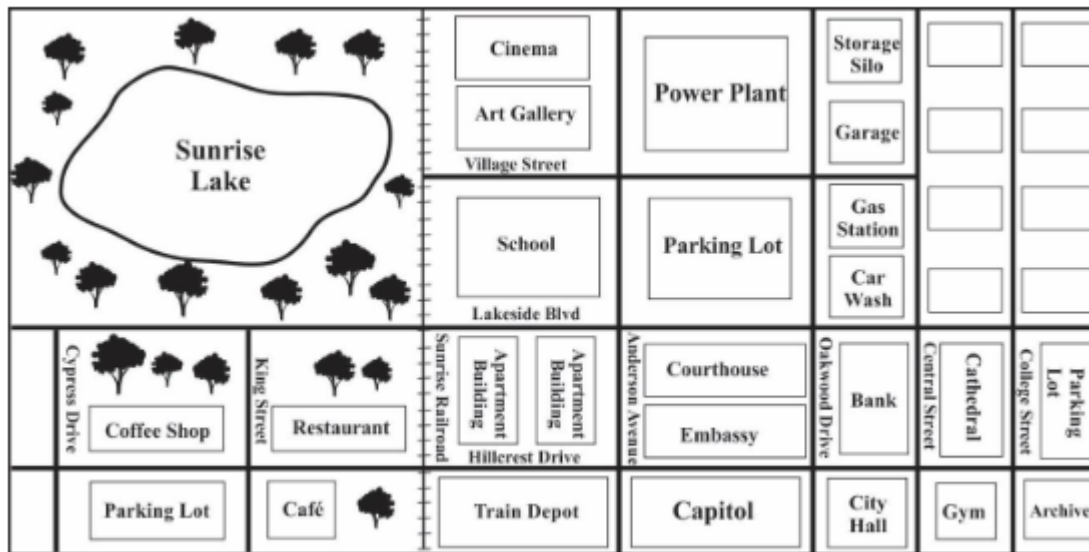 Cinema
Storage
Silo
Power Plant
Art Gallery
Garage
Sunrise
Lake
Village Street
Gas
Station
School
Parking Lot
Car
Wash
Lakeside Blvd
Cypress Drive
King Street
Sunrise Railroad
Apartment
Building
Apartment
Building
Anderson Avenue
Courthouse
Oakwood Drive
Bank
Central Street
Cathedral
College Street
Parking
Lot
Coffee Shop
Restaurant
Embassy
Hillcrest Drive
Parking Lot
Café
Train Depot
Capitol
City
Hall
Gym
Archive